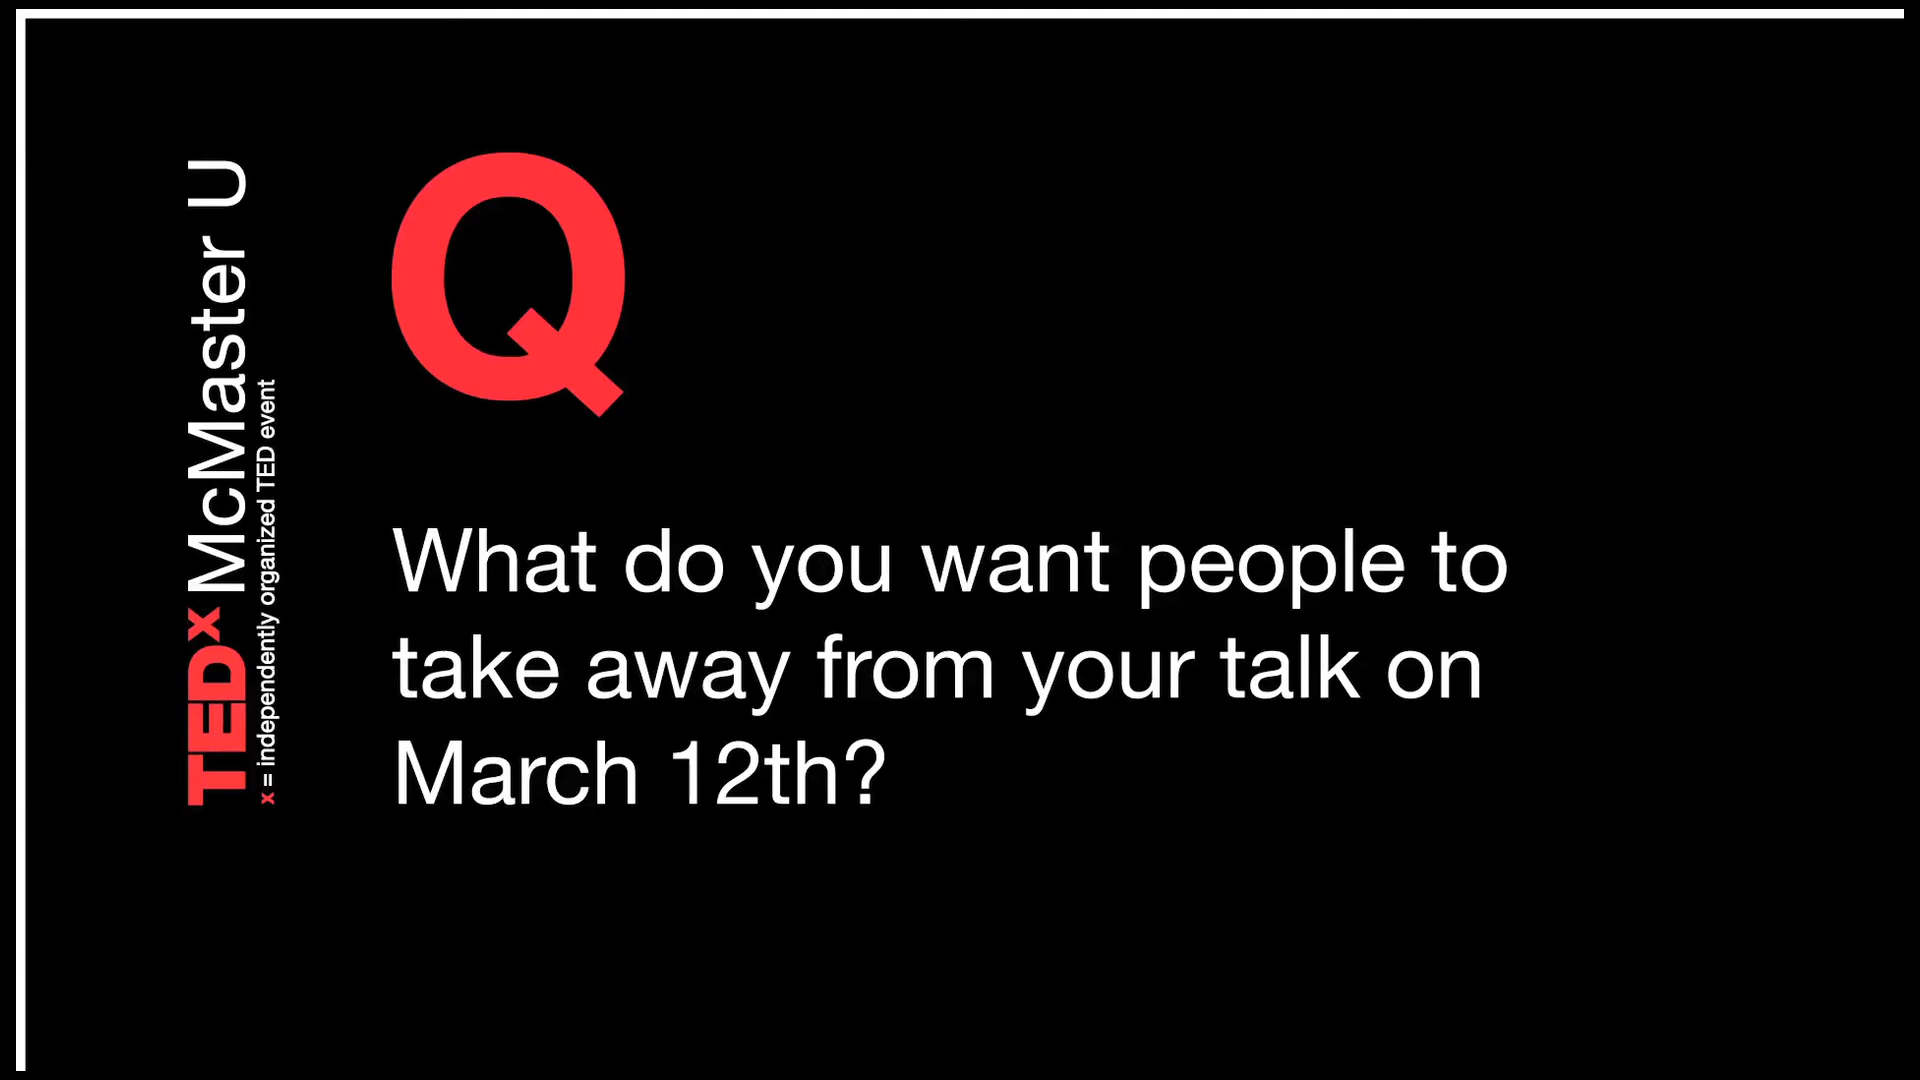 TEDx McMaster U
x = independently organized TED event
Q
What do you want people to
take away from your talk on
March 12th?